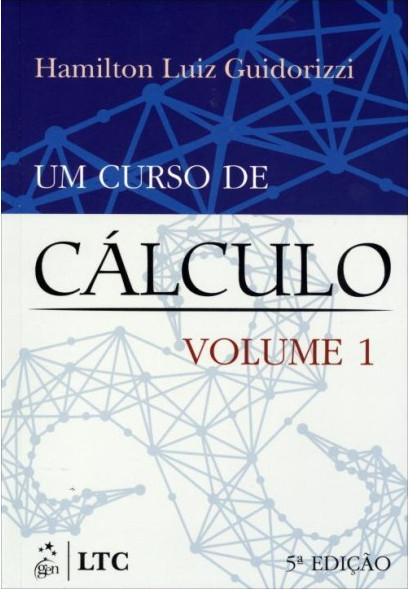 Hamilton Luiz Guidorizzi
UM CURSO DE
CÁLCULO
VOLUME 1
gen
LTC
5ª EDIÇÃO